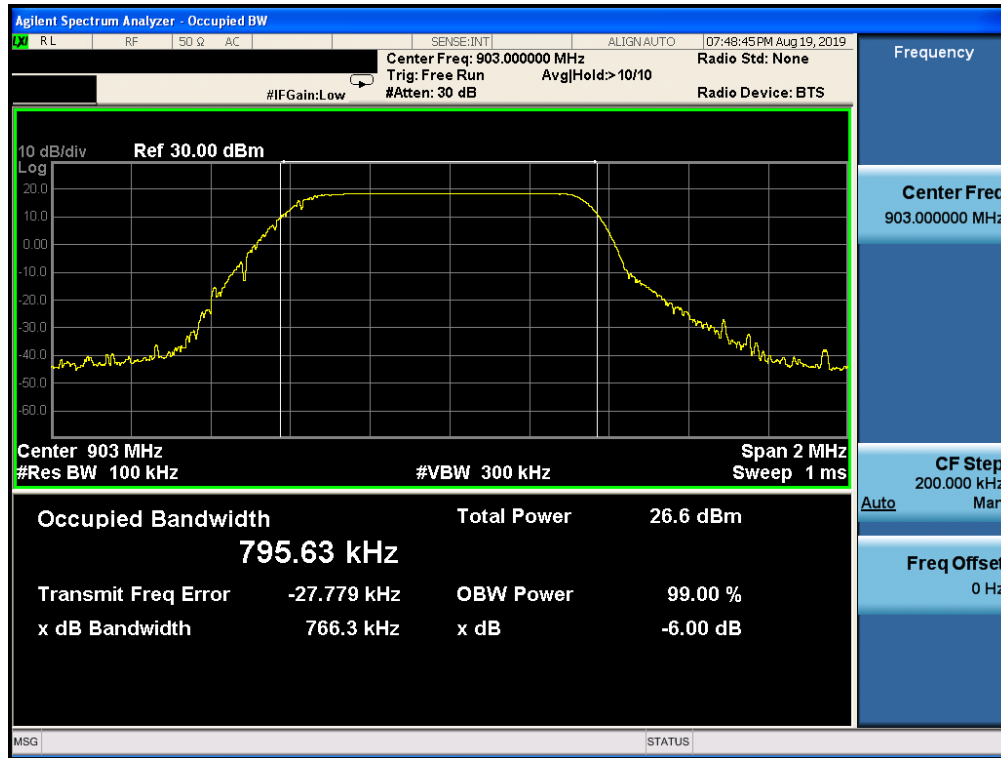 Agilent Spectrum Analyzer - Occupied BW
LXI RL RF 50 Ω AC SENSE:INT ALIGN AUTO 07:48:45 PM Aug 19, 2019
Center Freq: 903.000000 MHz Radio Std: None
Trig: Free Run Avg|Hold:> 10/10
#IFGain:Low #Atten: 30 dB Radio Device: BTS
10 dB/div Ref 30.00 dBm
Log
20.0
10.0
0.00
-10.0
-20.0
-30.0
-40.0
-50.0
-60.0
Center 903 MHz Span 2 MHz
#Res BW 100 kHz #VBW 300 kHz Sweep 1 ms
Occupied Bandwidth Total Power 26.6 dBm
795.63 kHz
Transmit Freq Error -27.779 kHz OBW Power 99.00 %
x dB Bandwidth 766.3 kHz x dB -6.00 dB
MSG STATUS
Frequency
Center Freq
903.000000 MHz
CF Step
200.000 kHz
Auto Man
Freq Offset
0 Hz